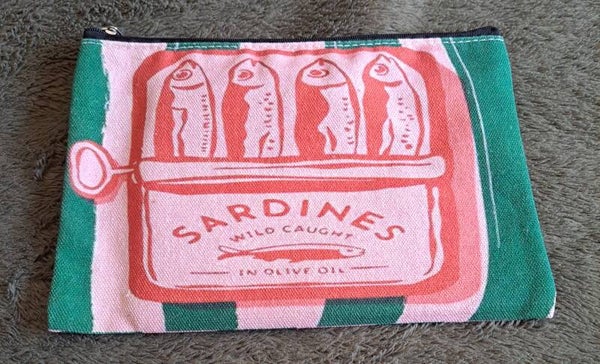 SARDINES
WILD CAUGHT
IN OLIVE OIL